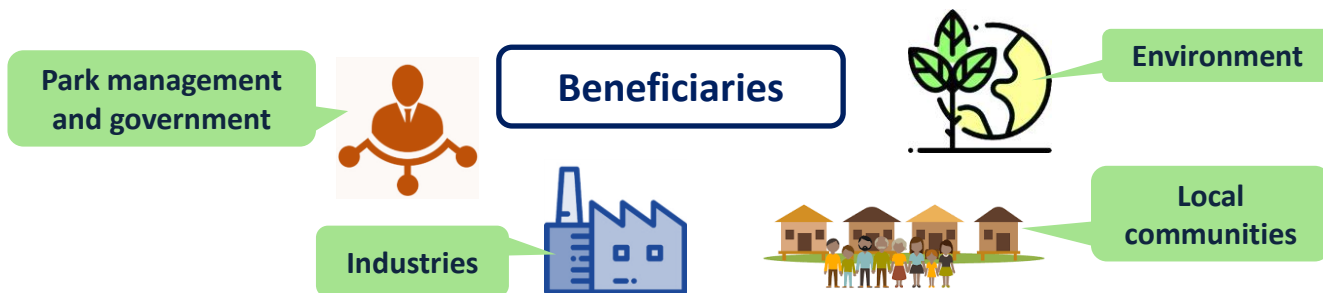 Park management
and government
Beneficiaries
Environment
Industries
Local
communities